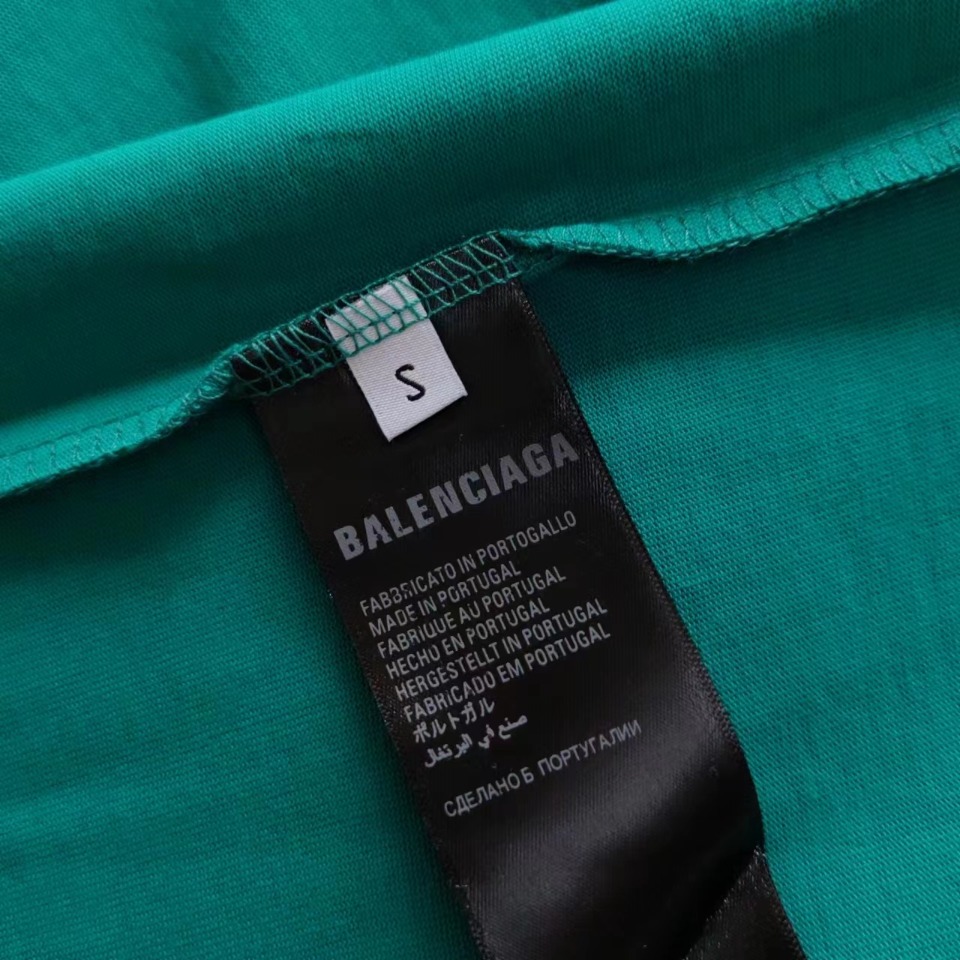 S
BALENCIAGA
FABBRICATO IN PORTOGALLO
MADE IN PORTUGAL
FABRIQUE AU PORTUGAL
HECHO EN PORTUGAL
HERGESTELLT IN PORTUGAL
FABRICADO EM PORTUGAL
ポルトガル
صنع في البرتغال
СДЕЛАНО Б ПОРТУГАЛИИ